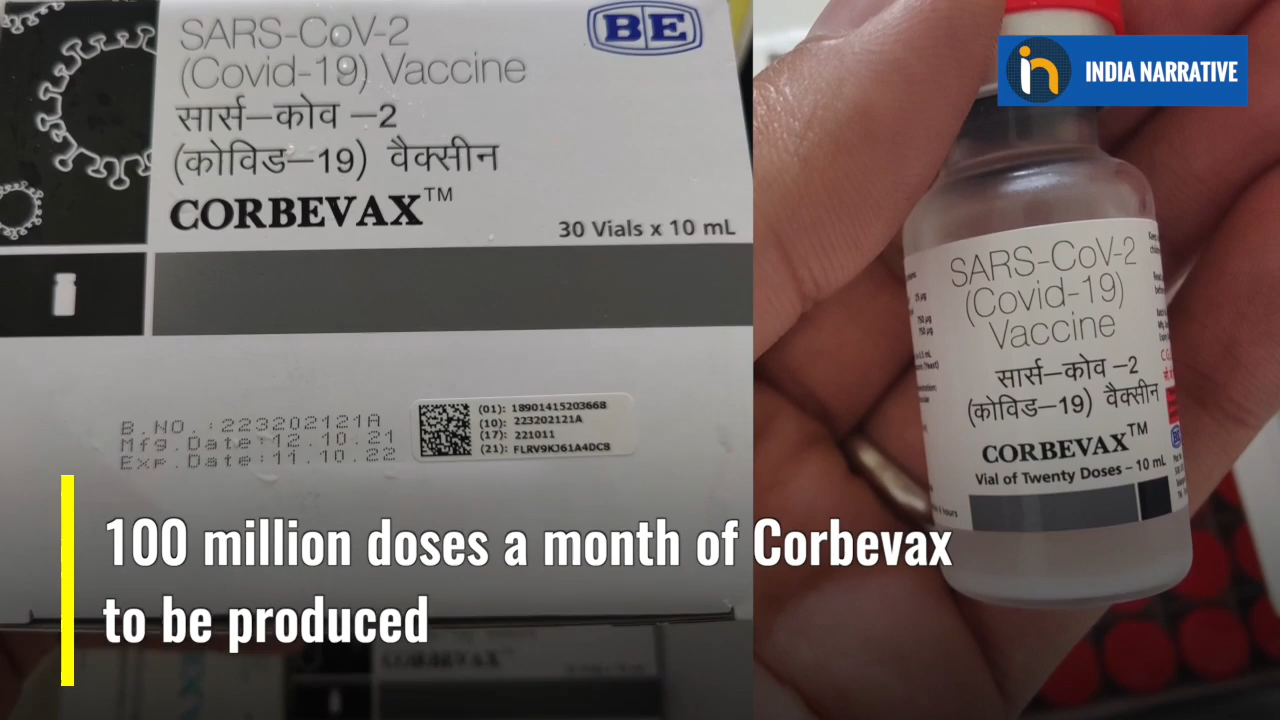 SARS-CoV-2
(Covid-19) Vaccine
सार्स–कोव –2
(कोविड–19) वैक्सीन
CORBEVAX™
30 Vials x 10 mL
BE
B.NO.:223202121A
Mfg.Date:12.10.21
Exp.Date:11.10.22
(01): 18901415203668
(10): 223202121A
(17): 221011
(21): FLRV9KJ61A4DC8
in INDIA NARRATIVE
SARS-CoV-2
(Covid-19)
Vaccine
सार्स–कोव –2
(कोविड–19) वैक्सीन
CORBEVAX™
Vial of Twenty Doses – 10 mL
100 million doses a month of Corbevax
to be produced
CORBEVAX